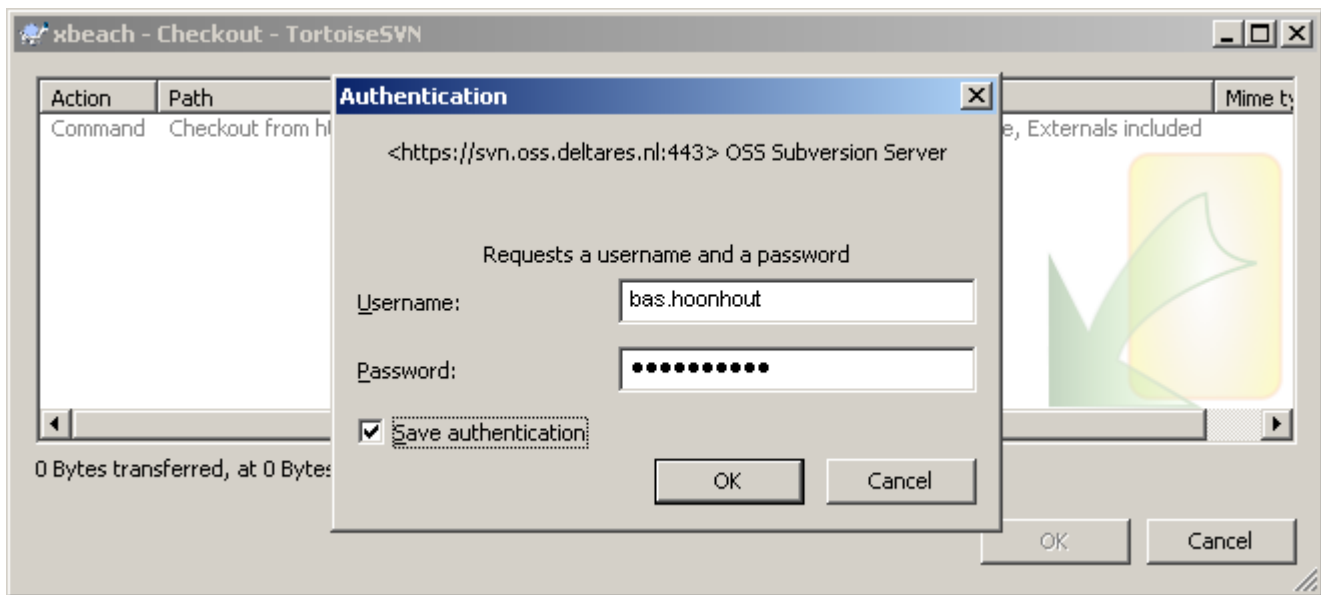 xbeach - Checkout - TortoiseSVN
Action Path Mime
Command Checkout from Externals included
Authentication
<https://svn.oss.deltares.nl:443> OSS Subversion Server
Requests a username and a password
Username: bas.hoonhout
Password: ●●●●●●●●●●
Save authentication
OK Cancel
0 Bytes transferred, at 0 Bytes
OK Cancel